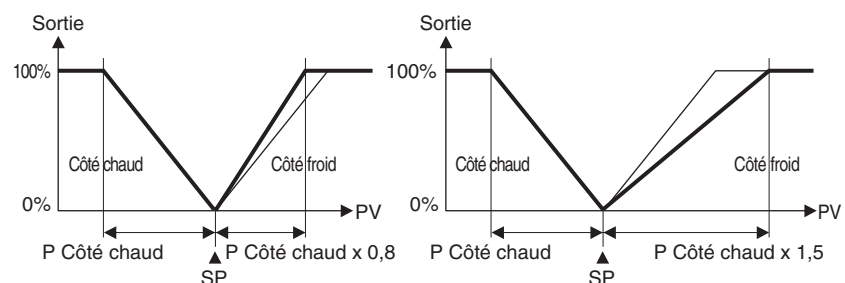 Sortie
100%
Côté chaud
Côté froid
0%
PV
P Côté chaud
P Côté chaud x 0,8
SP
Sortie
100%
Côté chaud
Côté froid
0%
PV
P Côté chaud
P Côté chaud x 1,5
SP